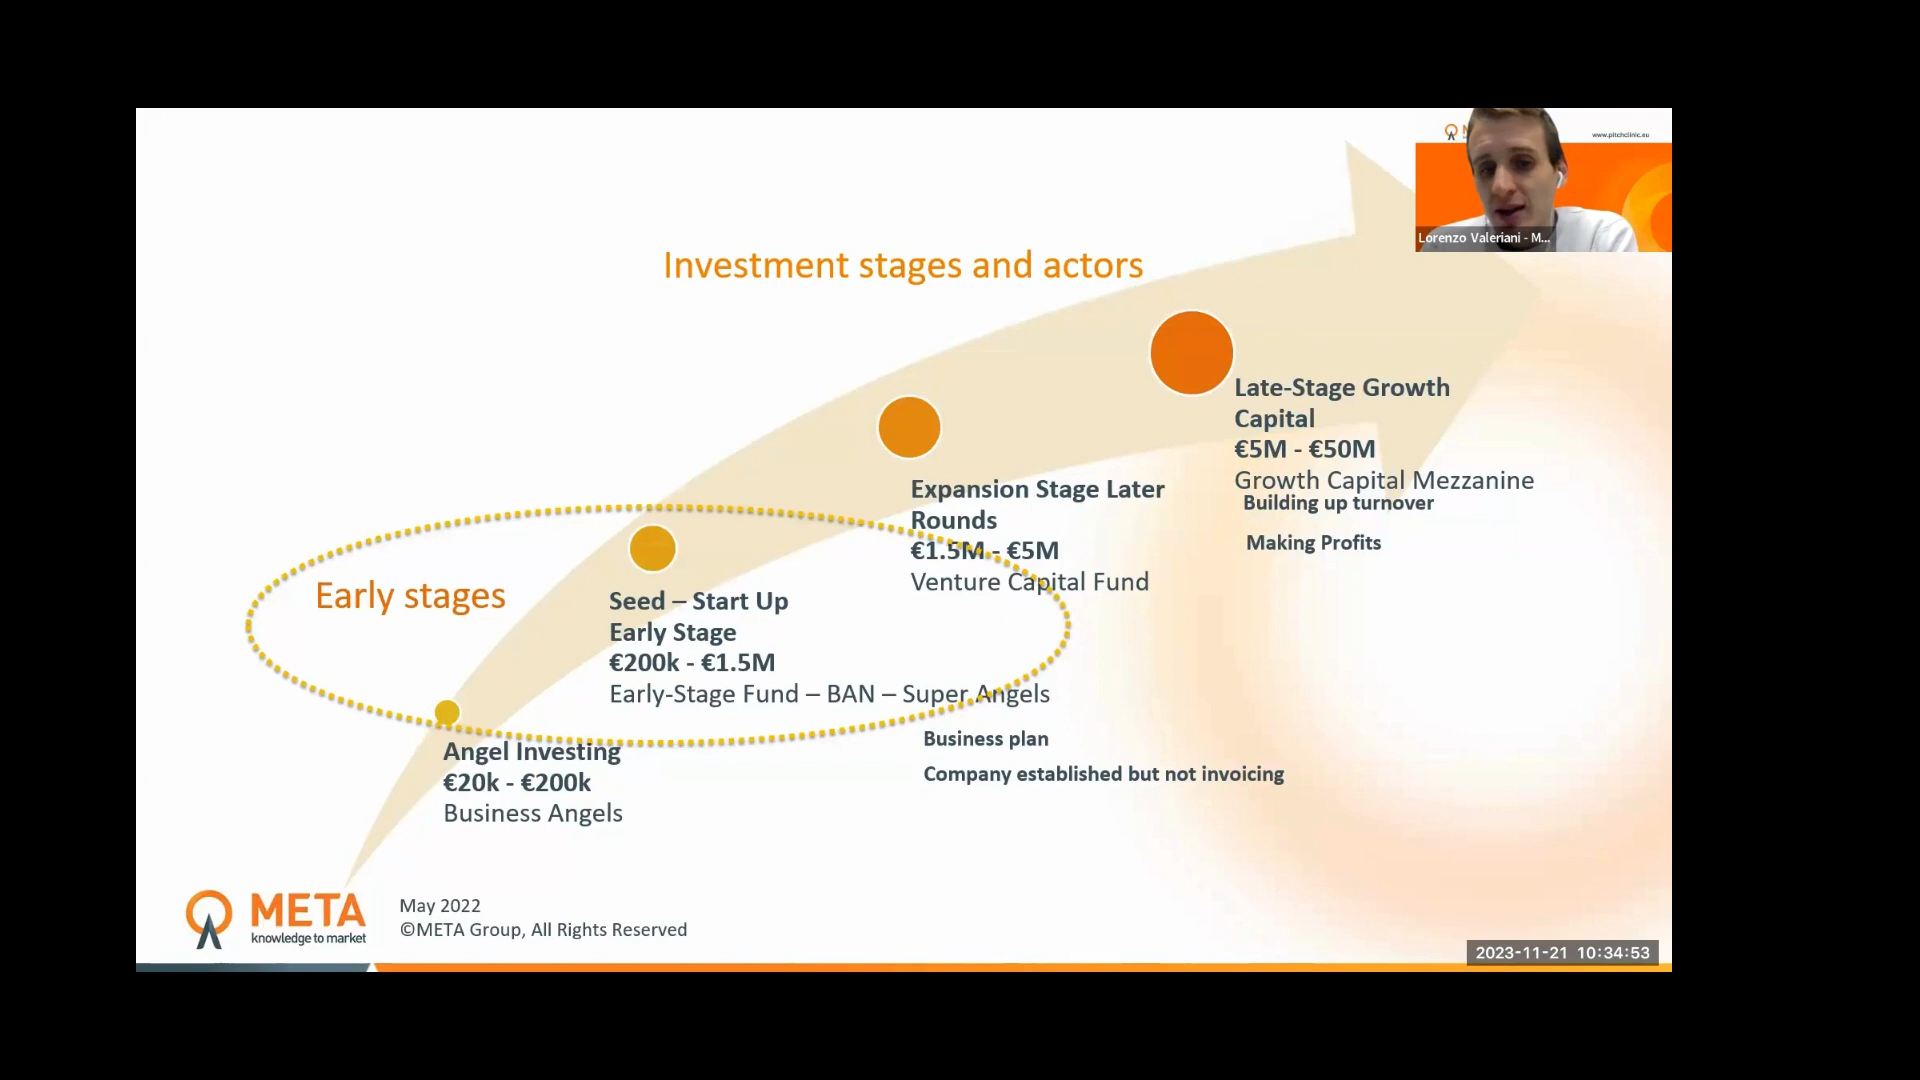 www.pitchclinic.eu
Lorenzo Valeriani - M...
Investment stages and actors
Late-Stage Growth
Capital
€5M - €50M
Growth Capital Mezzanine
Building up turnover
Making Profits
Expansion Stage Later
Rounds
€1.5M - €5M
Venture Capital Fund
Early stages
Seed – Start Up
Early Stage
€200k - €1.5M
Early-Stage Fund – BAN – Super Angels
Business plan
Company established but not invoicing
Angel Investing
€20k - €200k
Business Angels
META
knowledge to market
May 2022
©META Group, All Rights Reserved
2023-11-21 10:34:53